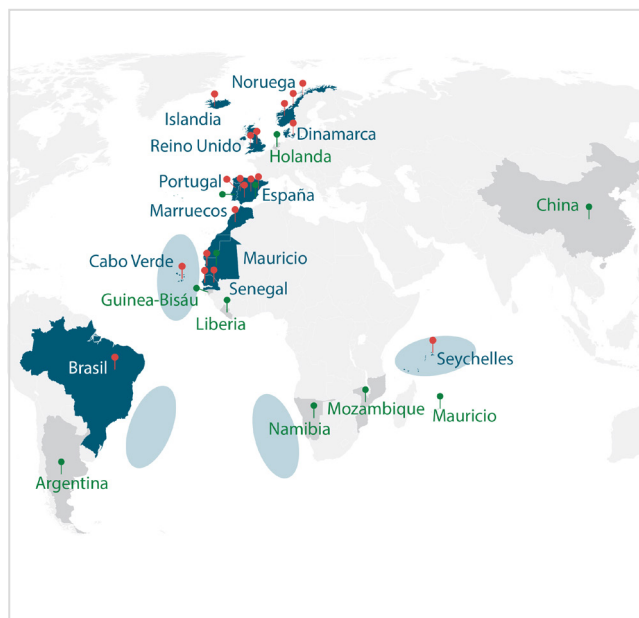 Noruega
Islandia
Reino Unido
Dinamarca
Holanda
Portugal
España
Marruecos
China
Cabo Verde
Mauricio
Guinea-Bisáu
Senegal
Liberia
Seychelles
Brasil
Mozambique
Mauricio
Namibia
Argentina